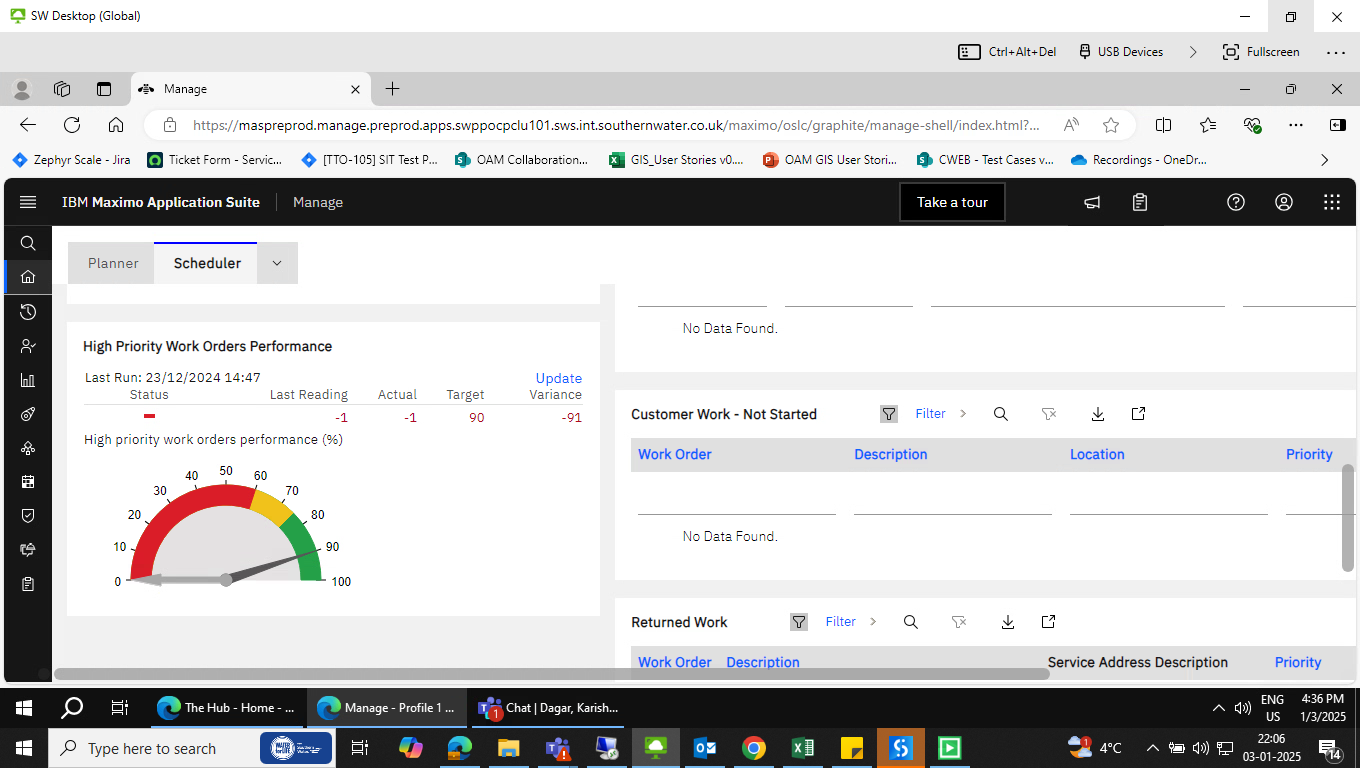 SW Desktop (Global)
Ctrl+Alt+Del USB Devices Fullscreen
Manage
https://maspreprod.manage.preprod.apps.swppocpclu101.sws.int.southernwater.co.uk/maximo/oslc/graphite/manage-shell/index.html?...
Zephyr Scale - Jira Ticket Form - Servic... [TTO-105] SIT Test P... OAM Collaboration... GIS_User Stories v0.... OAM GIS User Stori... CWEB - Test Cases v... Recordings - OneDr...
IBM Maximo Application Suite Manage Take a tour
Planner Scheduler
No Data Found.
High Priority Work Orders Performance
Last Run: 23/12/2024 14:47 Update
Status Last Reading Actual Target Variance
-1 -1 90 -91
High priority work orders performance (%)
0 10 20 30 40 50 60 70 80 90 100
Customer Work - Not Started Filter
Work Order Description Location Priority
No Data Found.
Returned Work Filter
Work Order Description Service Address Description Priority
The Hub - Home - ... Manage - Profile 1 ... 1 Chat | Dagar, Karish... ENG US 4:36 PM 1/3/2025
Type here to search 1 4°C 22:06 03-01-2025 14